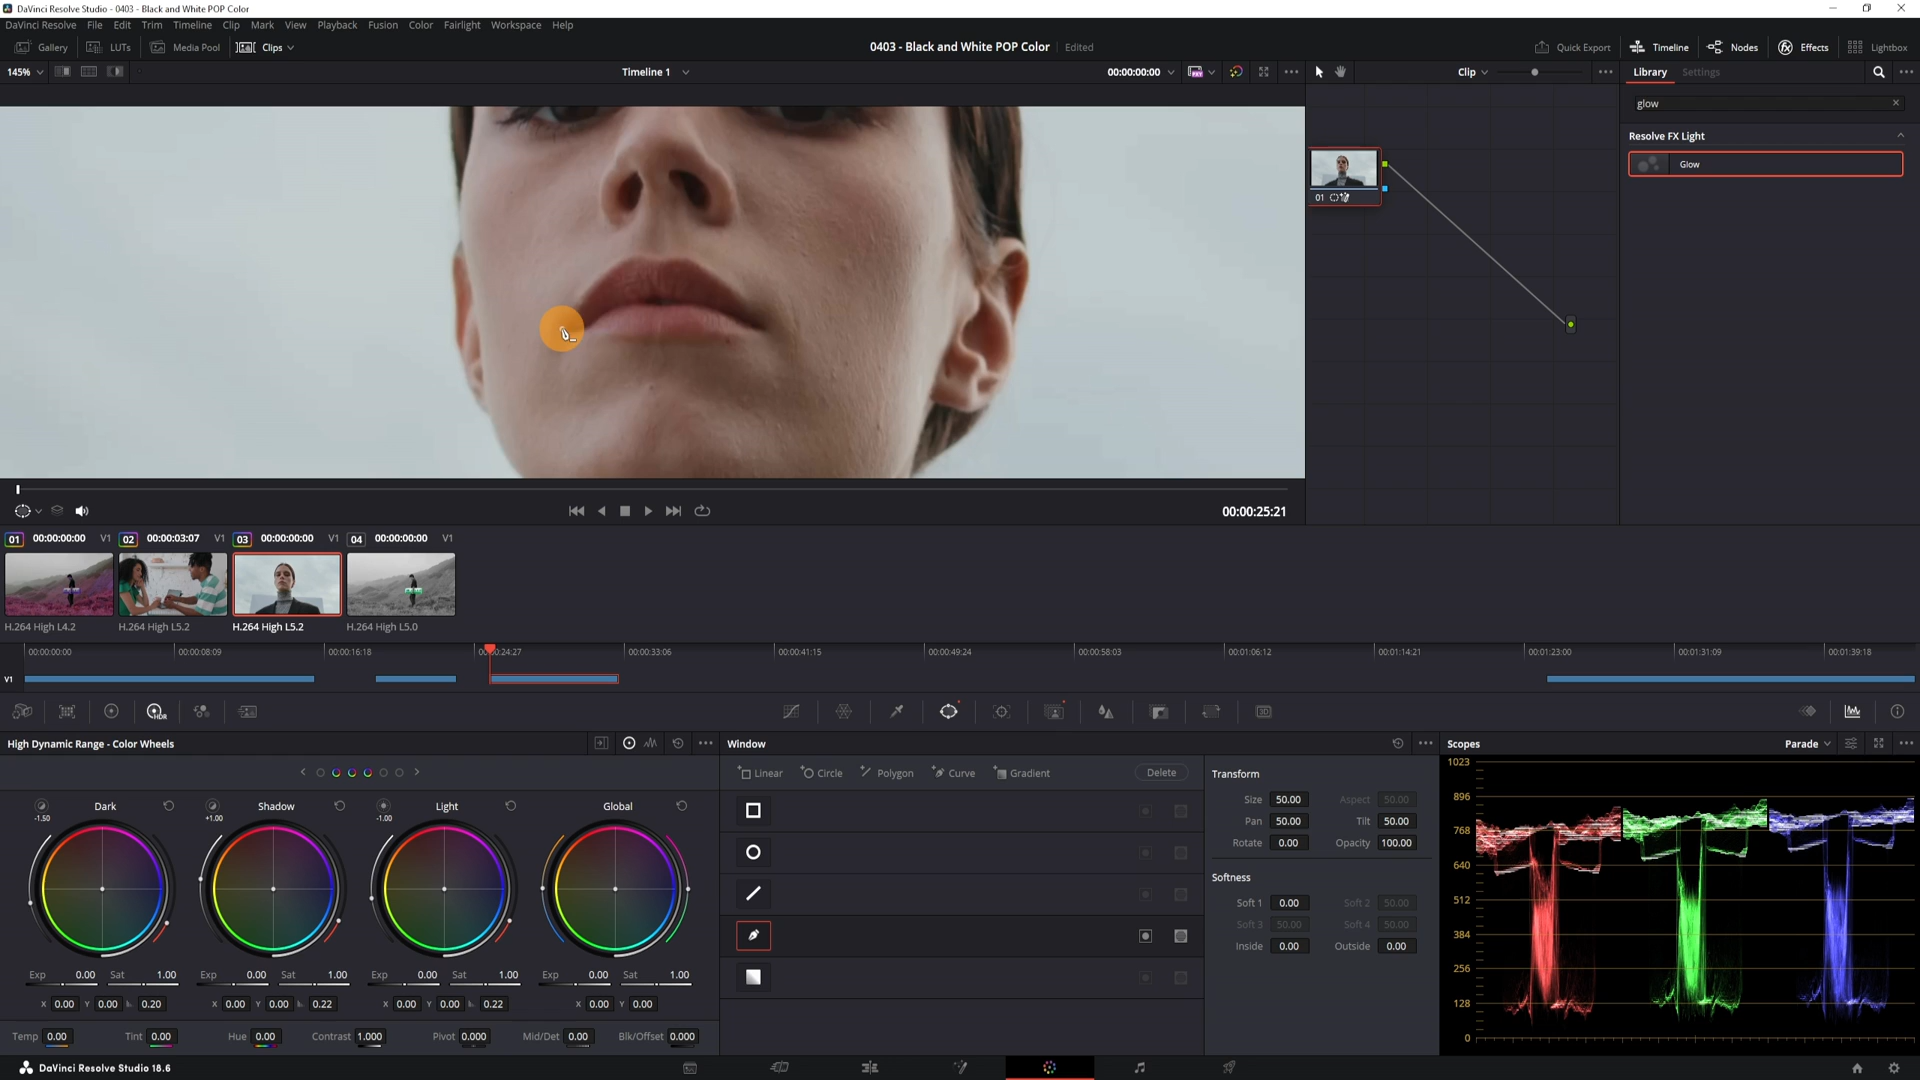 DaVinci Resolve Studio - 0403 - Black and White POP Color
DaVinci Resolve File Edit Trim Timeline Clip Mark View Playback Fusion Color Fairlight Workspace Help
Gallery LUTs Media Pool Clips 0403 - Black and White POP Color Edited Quick Export Timeline Nodes Effects Lightbox
145% Timeline 1 00:00:00:00 Clip Library Settings
glow
Resolve FX Light
Glow
01
00:00:25:21
01 00:00:00:00 V1 02 00:00:03:07 V1 03 00:00:00:00 V1 04 00:00:00:00 V1
H.264 High L4.2 H.264 High L5.2 H.264 High L5.2 H.264 High L5.0
00:00:00:00 00:00:08:09 00:00:16:18 00:00:24:27 00:00:33:06 00:00:41:15 00:00:49:24 00:00:58:03 00:01:06:12 00:01:14:21 00:01:23:00 00:01:31:09 00:01:39:18
V1
HDR 3D
High Dynamic Range - Color Wheels Window Scopes Parade
Linear Circle Polygon Curve Gradient Delete Transform
Size 50.00 Aspect 50.00
Pan 50.00 Tilt 50.00
Rotate 0.00 Opacity 100.00
Softness
Soft 1 0.00 Soft 2 50.00
Soft 3 50.00 Soft 4 50.00
Inside 0.00 Outside 0.00
Dark Shadow Light Global
-1.50 +1.00 -1.00
Exp 0.00 Sat 1.00 Exp 0.00 Sat 1.00 Exp 0.00 Sat 1.00 Exp 0.00 Sat 1.00
X 0.00 Y 0.00 0.20 X 0.00 Y 0.00 0.22 X 0.00 Y 0.00 0.22 X 0.00 Y 0.00
Temp 0.00 Tint 0.00 Hue 0.00 Contrast 1.000 Pivot 0.000 Mid/Det 0.00 Blk/Offset 0.000
1023
896
768
640
512
384
256
128
0
DaVinci Resolve Studio 18.6